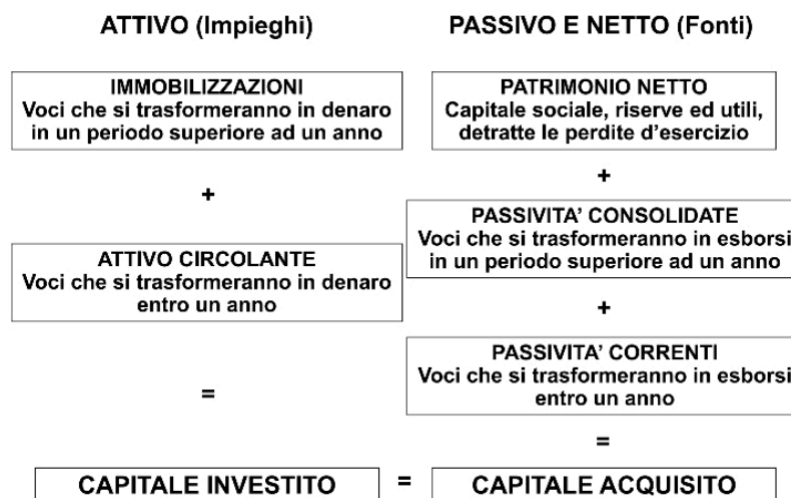 ATTIVO (Impieghi)
IMMOBILIZZAZIONI
Voci che si trasformeranno in denaro
in un periodo superiore ad un anno
+
ATTIVO CIRCOLANTE
Voci che si trasformeranno in denaro
entro un anno
=
CAPITALE INVESTITO
=
PASSIVO E NETTO (Fonti)
PATRIMONIO NETTO
Capitale sociale, riserve ed utili,
detratte le perdite d'esercizio
+
PASSIVITA' CONSOLIDATE
Voci che si trasformeranno in esborsi
in un periodo superiore ad un anno
+
PASSIVITA' CORRENTI
Voci che si trasformeranno in esborsi
entro un anno
=
CAPITALE ACQUISITO